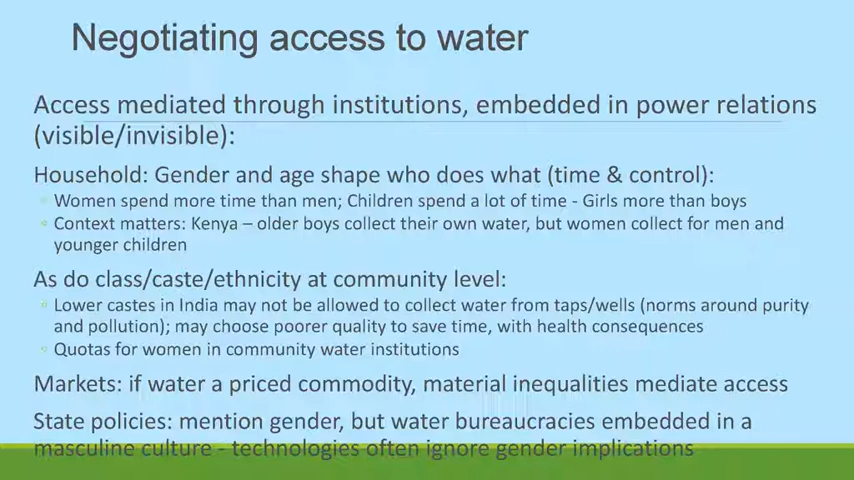 Negotiating access to water
Access mediated through institutions, embedded in power relations
(visible/invisible):
Household: Gender and age shape who does what (time & control):
◦ Women spend more time than men; Children spend a lot of time - Girls more than boys
◦ Context matters: Kenya – older boys collect their own water, but women collect for men and
younger children
As do class/caste/ethnicity at community level:
◦ Lower castes in India may not be allowed to collect water from taps/wells (norms around purity
and pollution); may choose poorer quality to save time, with health consequences
◦ Quotas for women in community water institutions
Markets: if water a priced commodity, material inequalities mediate access
State policies: mention gender, but water bureaucracies embedded in a
masculine culture - technologies often ignore gender implications